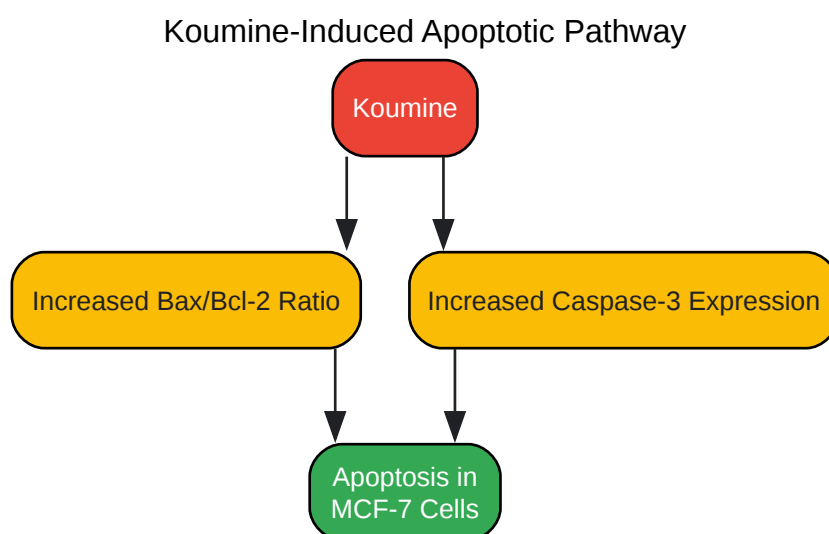 Koumine-Induced Apoptotic Pathway
Koumine
Increased Bax/Bcl-2 Ratio
Increased Caspase-3 Expression
Apoptosis in
MCF-7 Cells